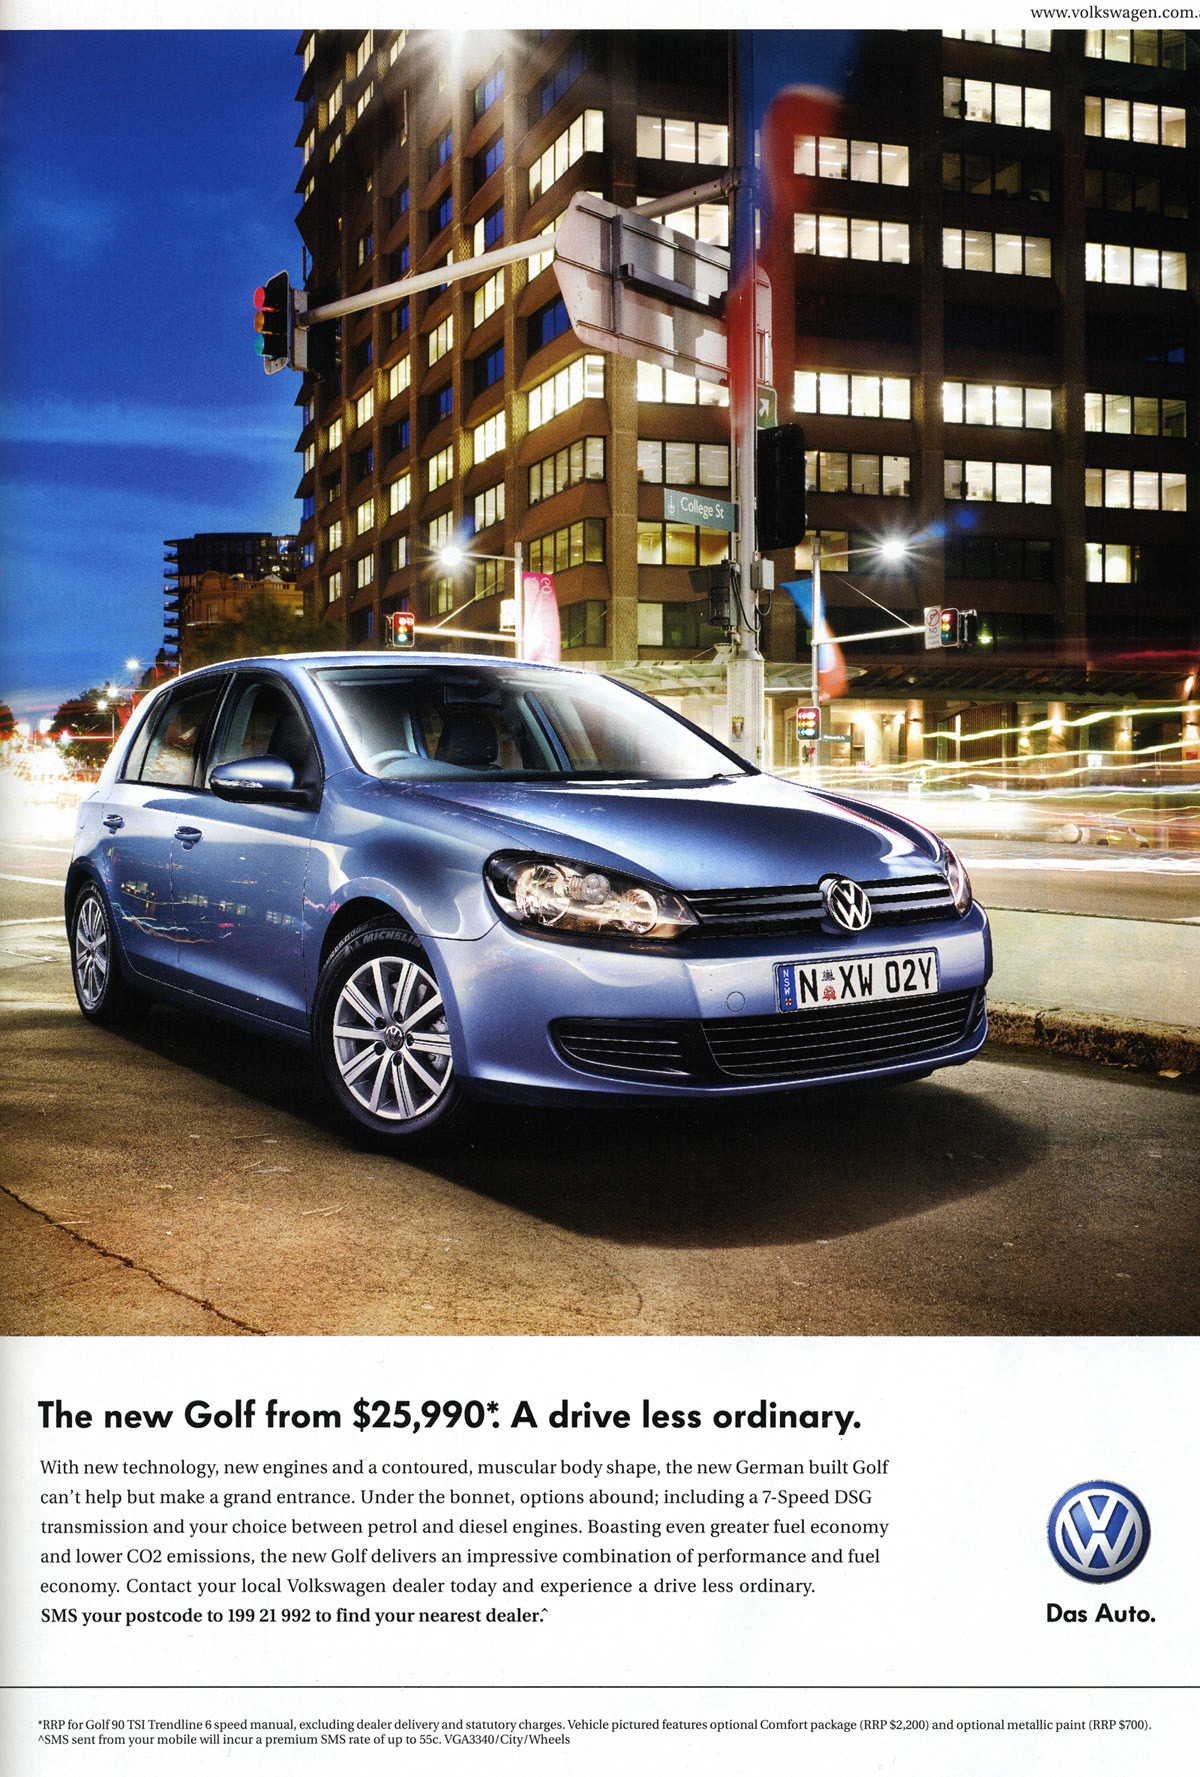 www.volkswagen.com.
College St
MICHELIN
NSW
N XW 02Y
The new Golf from $25,990*. A drive less ordinary.
With new technology, new engines and a contoured, muscular body shape, the new German built Golf
can’t help but make a grand entrance. Under the bonnet, options abound; including a 7-Speed DSG
transmission and your choice between petrol and diesel engines. Boasting even greater fuel economy
and lower CO2 emissions, the new Golf delivers an impressive combination of performance and fuel
economy. Contact your local Volkswagen dealer today and experience a drive less ordinary.
SMS your postcode to 199 21 992 to find your nearest dealer.^
Das Auto.
*RRP for Golf 90 TSI Trendline 6 speed manual, excluding dealer delivery and statutory charges. Vehicle pictured features optional Comfort package (RRP $2,200) and optional metallic paint (RRP $700).
^SMS sent from your mobile will incur a premium SMS rate of up to 55c. VGA3340/City/Wheels